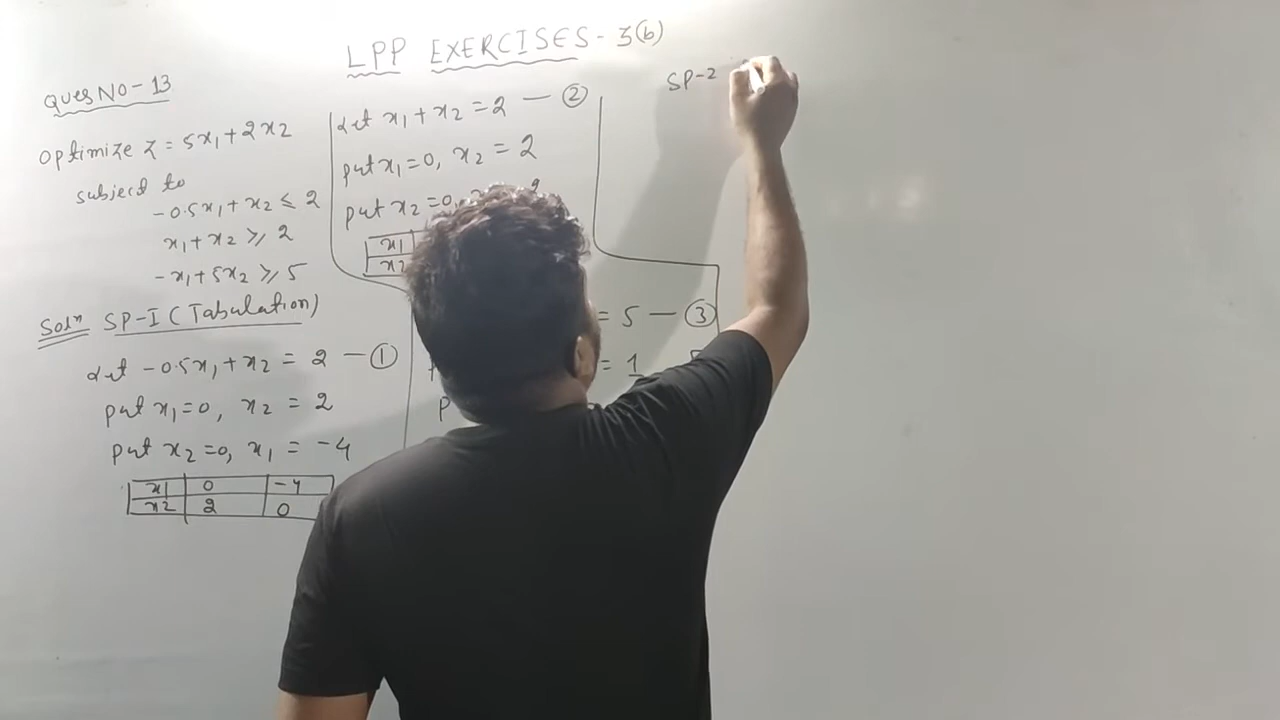 LPP EXERCISES - 3(b)
QUES NO - 13
Optimize Z = 5x1 + 2x2
subject to
-0.5x1 + x2 ≤ 2
x1 + x2 ≥ 2
-x1 + 5x2 ≥ 5
Soln SP-I (Tabulation)
Let -0.5x1 + x2 = 2 — ①
put x1 = 0, x2 = 2
put x2 = 0, x1 = -4
x1 0 -4
x2 2 0
Let x1 + x2 = 2 — ②
put x1 = 0, x2 = 2
put x2 = 0,
x1
x2
= 5 — ③
= 1
SP-2